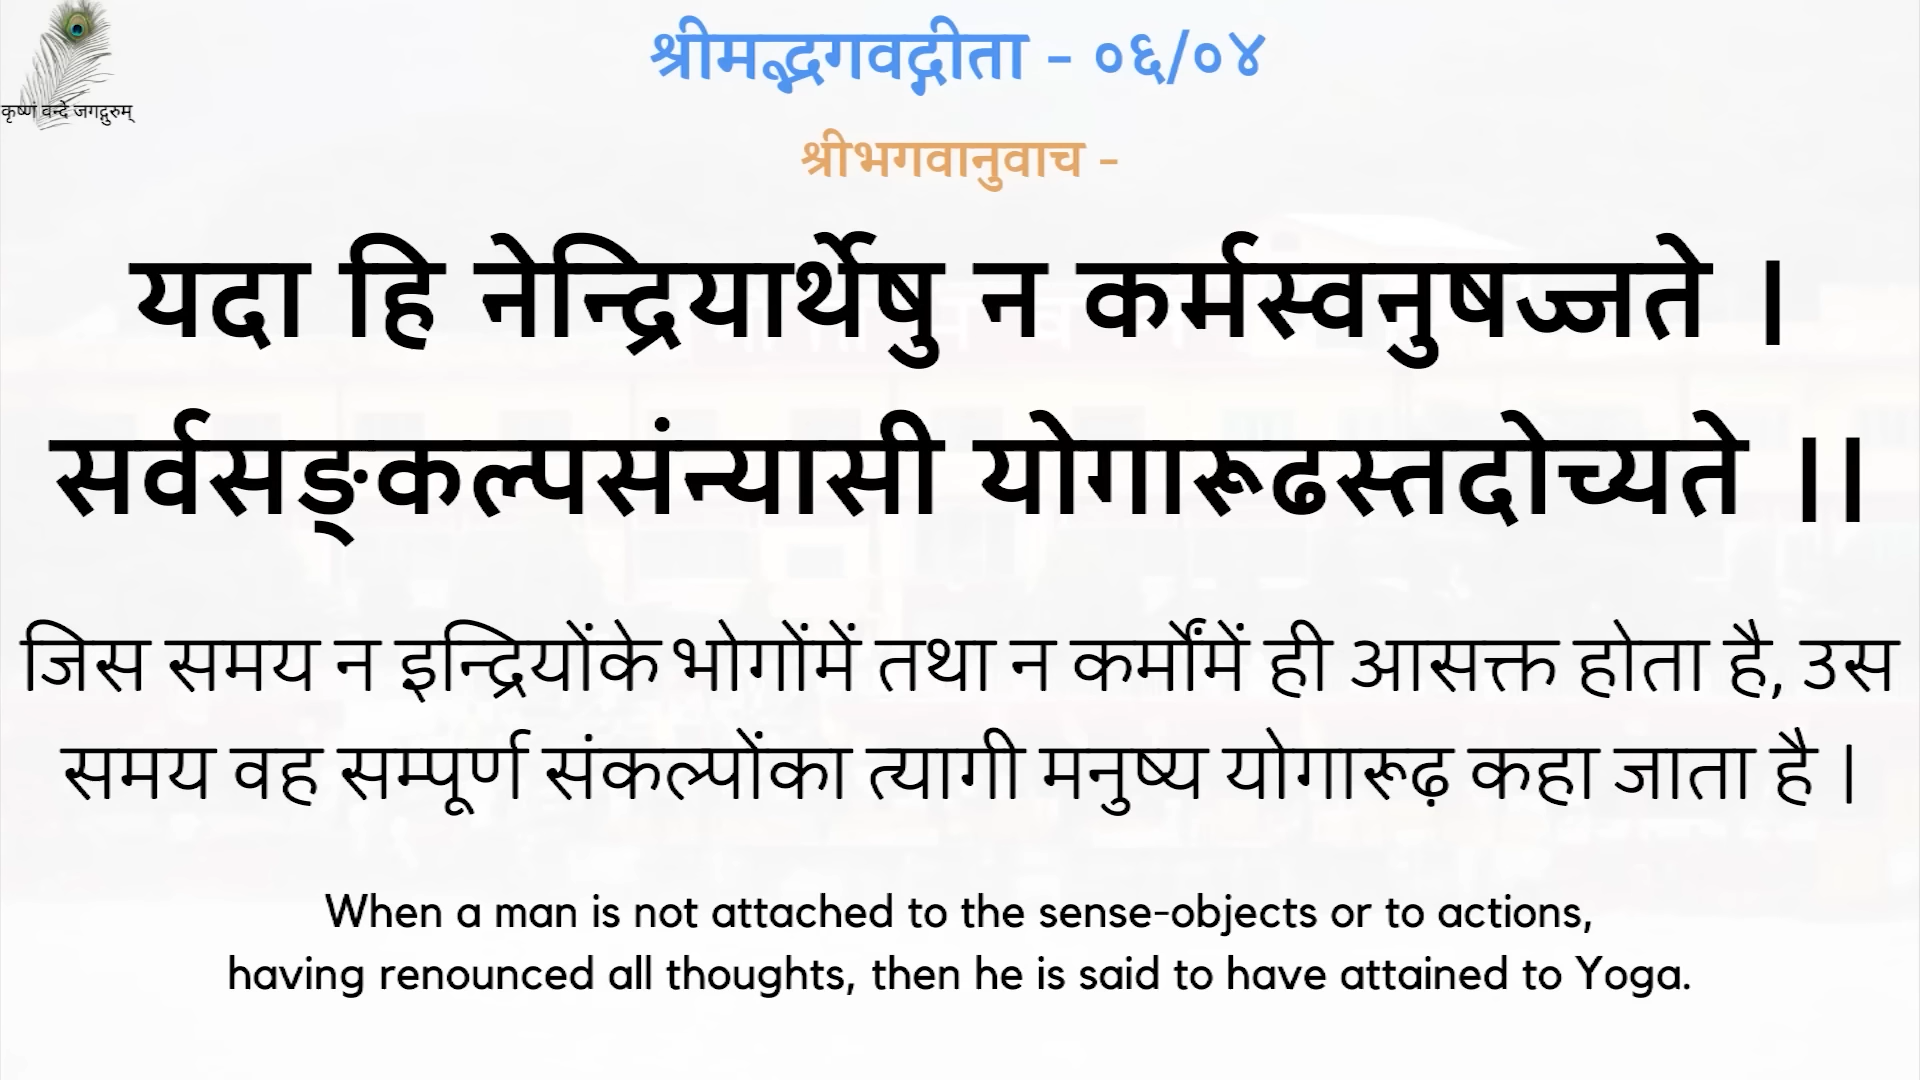 श्रीमद्भगवद्गीता - ०६/०४
कृष्णं वन्दे जगद्गुरुम्
श्रीभगवानुवाच -
यदा हि नेन्द्रियार्थेषु न कर्मस्वनुषज्जते ।
सर्वसङ्कल्पसंन्यासी योगारूढस्तदोच्यते ।।
जिस समय न इन्द्रियोंके भोगोंमें तथा न कर्मोंमें ही आसक्त होता है, उस
समय वह सम्पूर्ण संकल्पोंका त्यागी मनुष्य योगारूढ़ कहा जाता है ।
When a man is not attached to the sense-objects or to actions,
having renounced all thoughts, then he is said to have attained to Yoga.